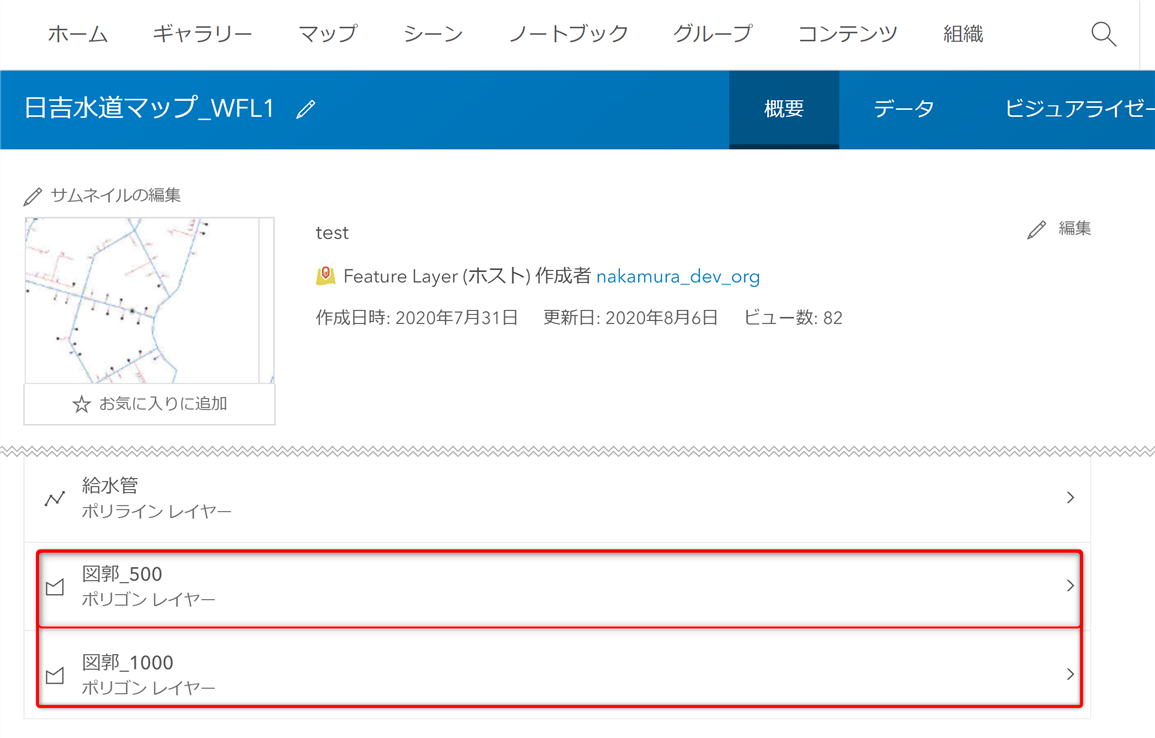 ホーム ギャラリー マップ シーン ノートブック グループ コンテンツ 組織
日吉水道マップ_WFL1 概要 データ ビジュアライゼー
サムネイルの編集
test
編集
Feature Layer (ホスト) 作成者 nakamura_dev_org
作成日時: 2020年7月31日 更新日: 2020年8月6日 ビュー数: 82
お気に入りに追加
給水管
ポリライン レイヤー
図郭_500
ポリゴン レイヤー
図郭_1000
ポリゴン レイヤー